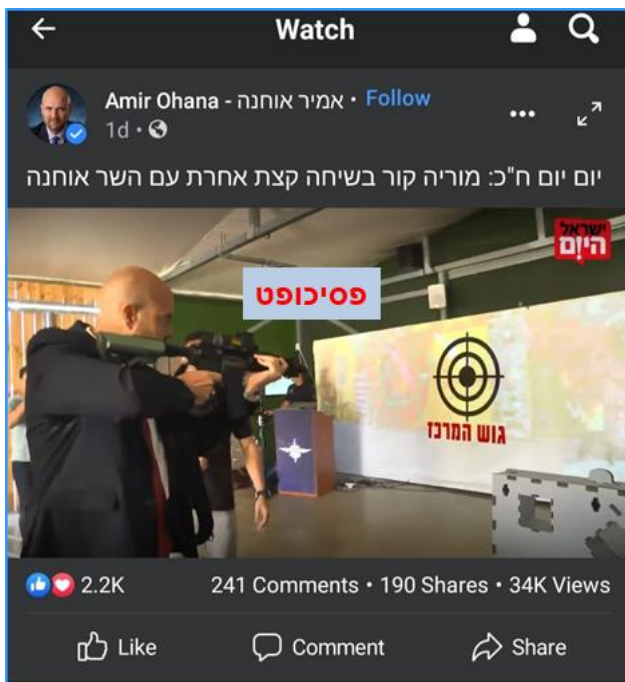 Watch
Amir Ohana - אמיר אוחנה • Follow
1d •
יום יום ח"כ: מוריה קור בשיחה קצת אחרת עם השר אוחנה
ישראל
היום
פסיכופט
גוש המרכז
2.2K
241 Comments • 190 Shares • 34K Views
Like
Comment
Share